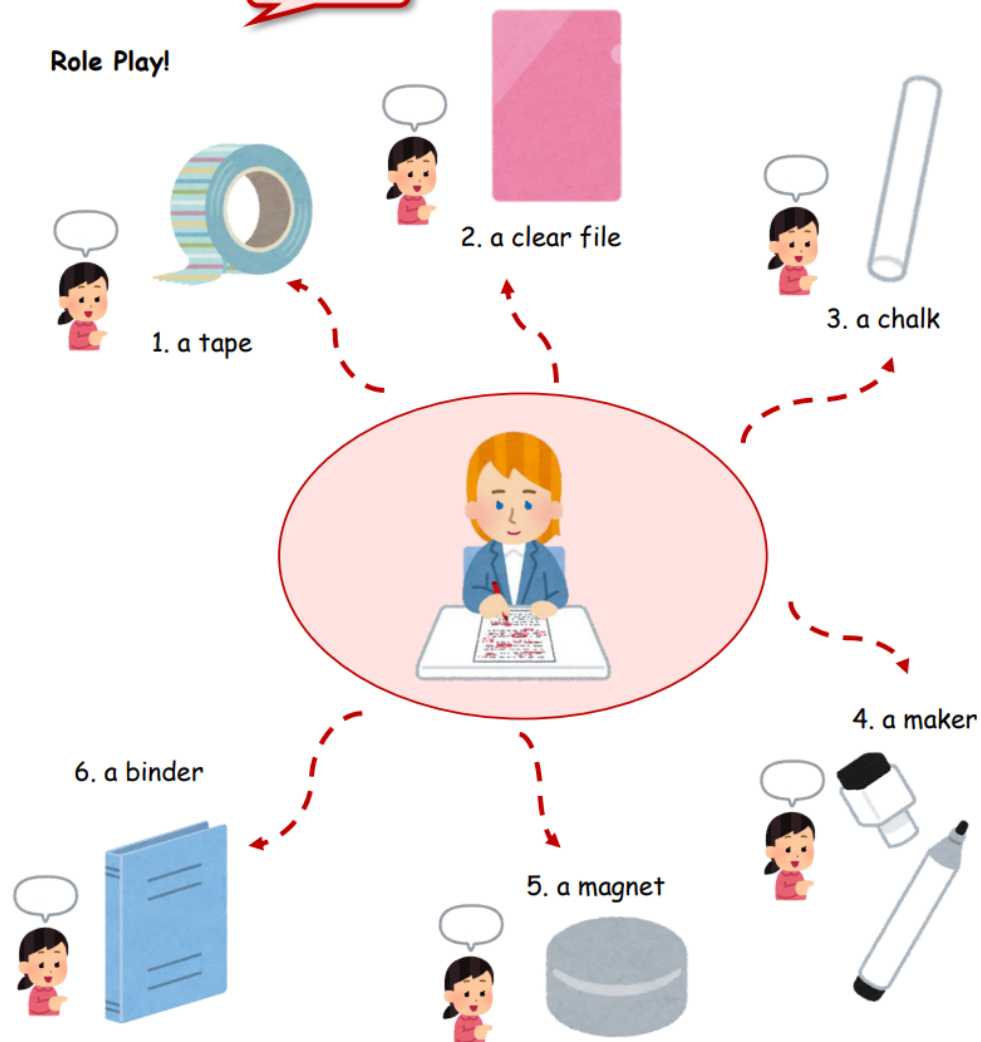 Role Play!
1. a tape
2. a clear file
3. a chalk
4. a maker
5. a magnet
6. a binder